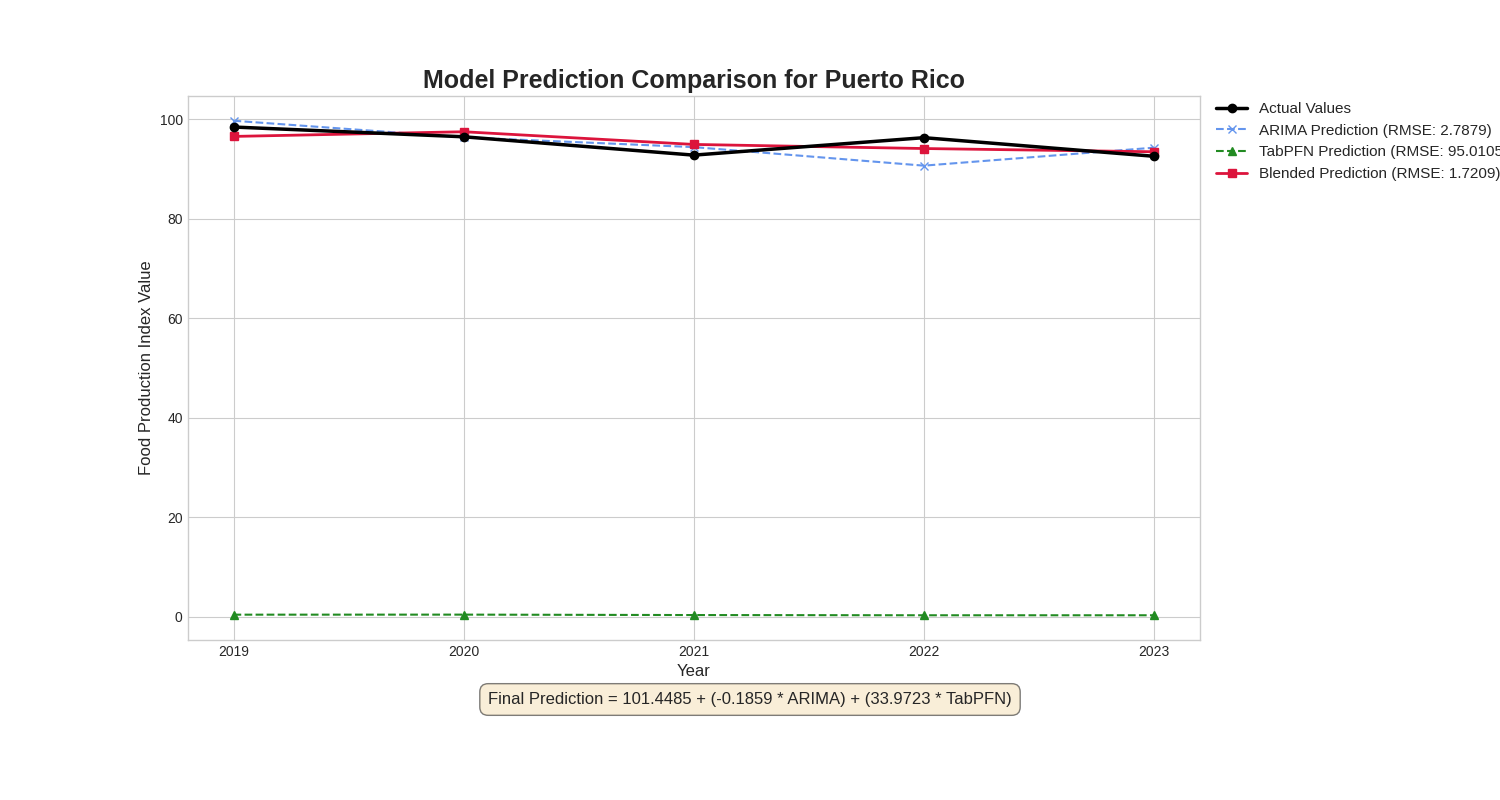 Model Prediction Comparison for Puerto Rico
Actual Values
ARIMA Prediction (RMSE: 2.7879)
TabPFN Prediction (RMSE: 95.0105
Blended Prediction (RMSE: 1.7209)
Food Production Index Value
100
80
60
40
20
0
2019 2020 2021 2022 2023
Year
Final Prediction = 101.4485 + (-0.1859 * ARIMA) + (33.9723 * TabPFN)